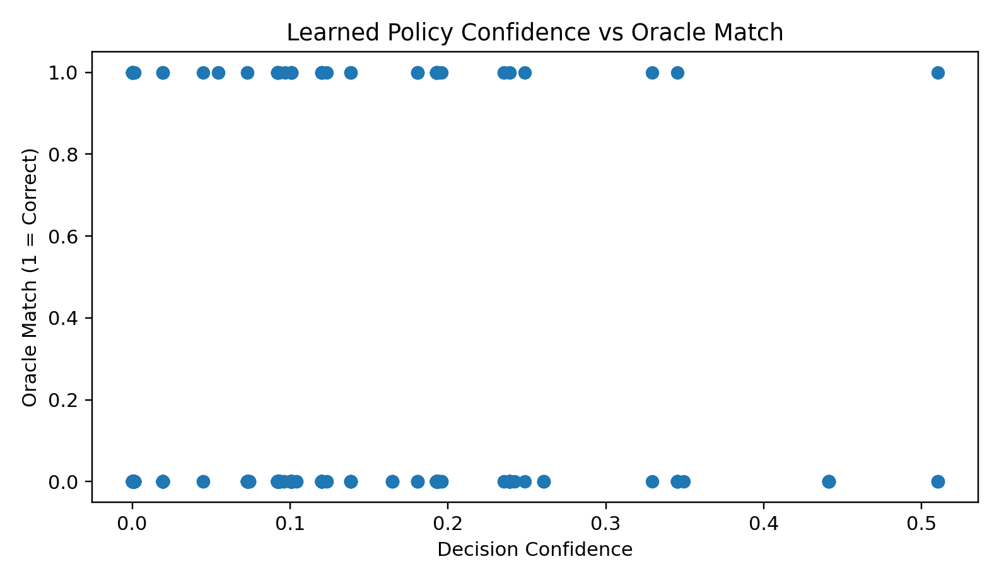 Learned Policy Confidence vs Oracle Match
Oracle Match (1 = Correct)
1.0
0.8
0.6
0.4
0.2
0.0
0.0 0.1 0.2 0.3 0.4 0.5
Decision Confidence